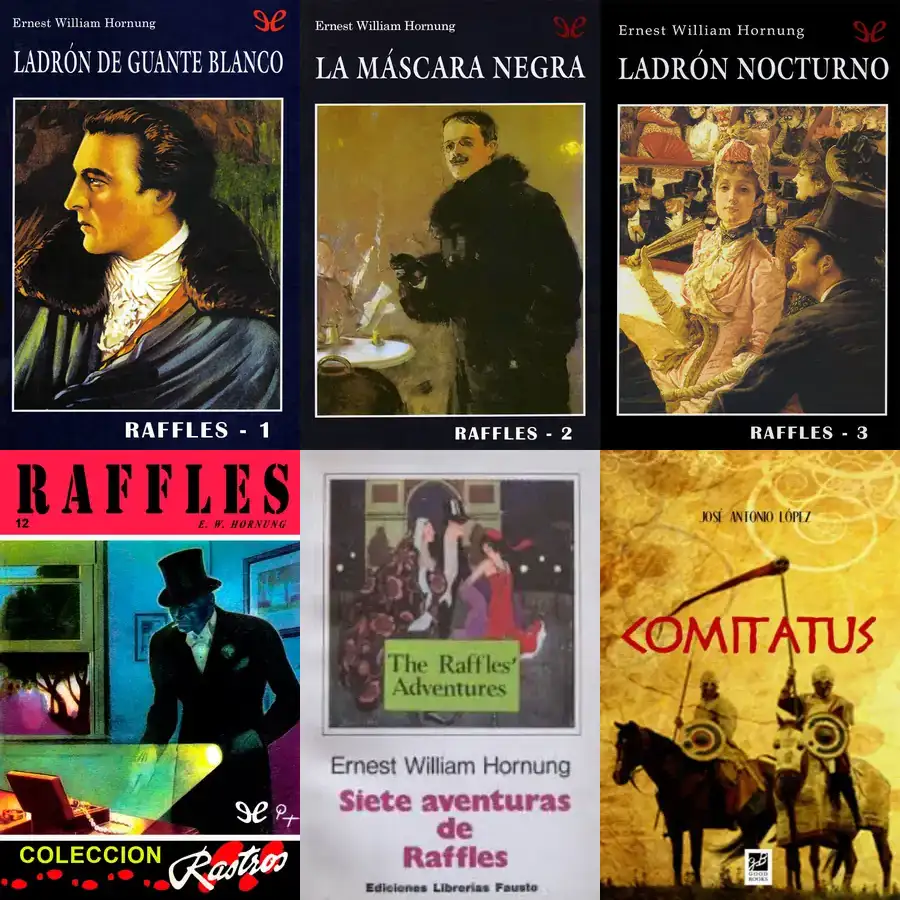 Ernest William Hornung
LADRÓN DE GUANTE BLANCO
RAFFLES - 1
Ernest William Hornung
LA MÁSCARA NEGRA
RAFFLES - 2
Ernest William Hornung
LADRÓN NOCTURNO
RAFFLES - 3
RAFFLES
12
E. W. HORNUNG
COLECCION
Rastros
The Raffles'
Adventures
Ernest William Hornung
Siete aventuras
de
Raffles
Ediciones Librerías Fausto
JOSÉ ANTONIO LÓPEZ
COMITATUS
GOOD
BOOKS